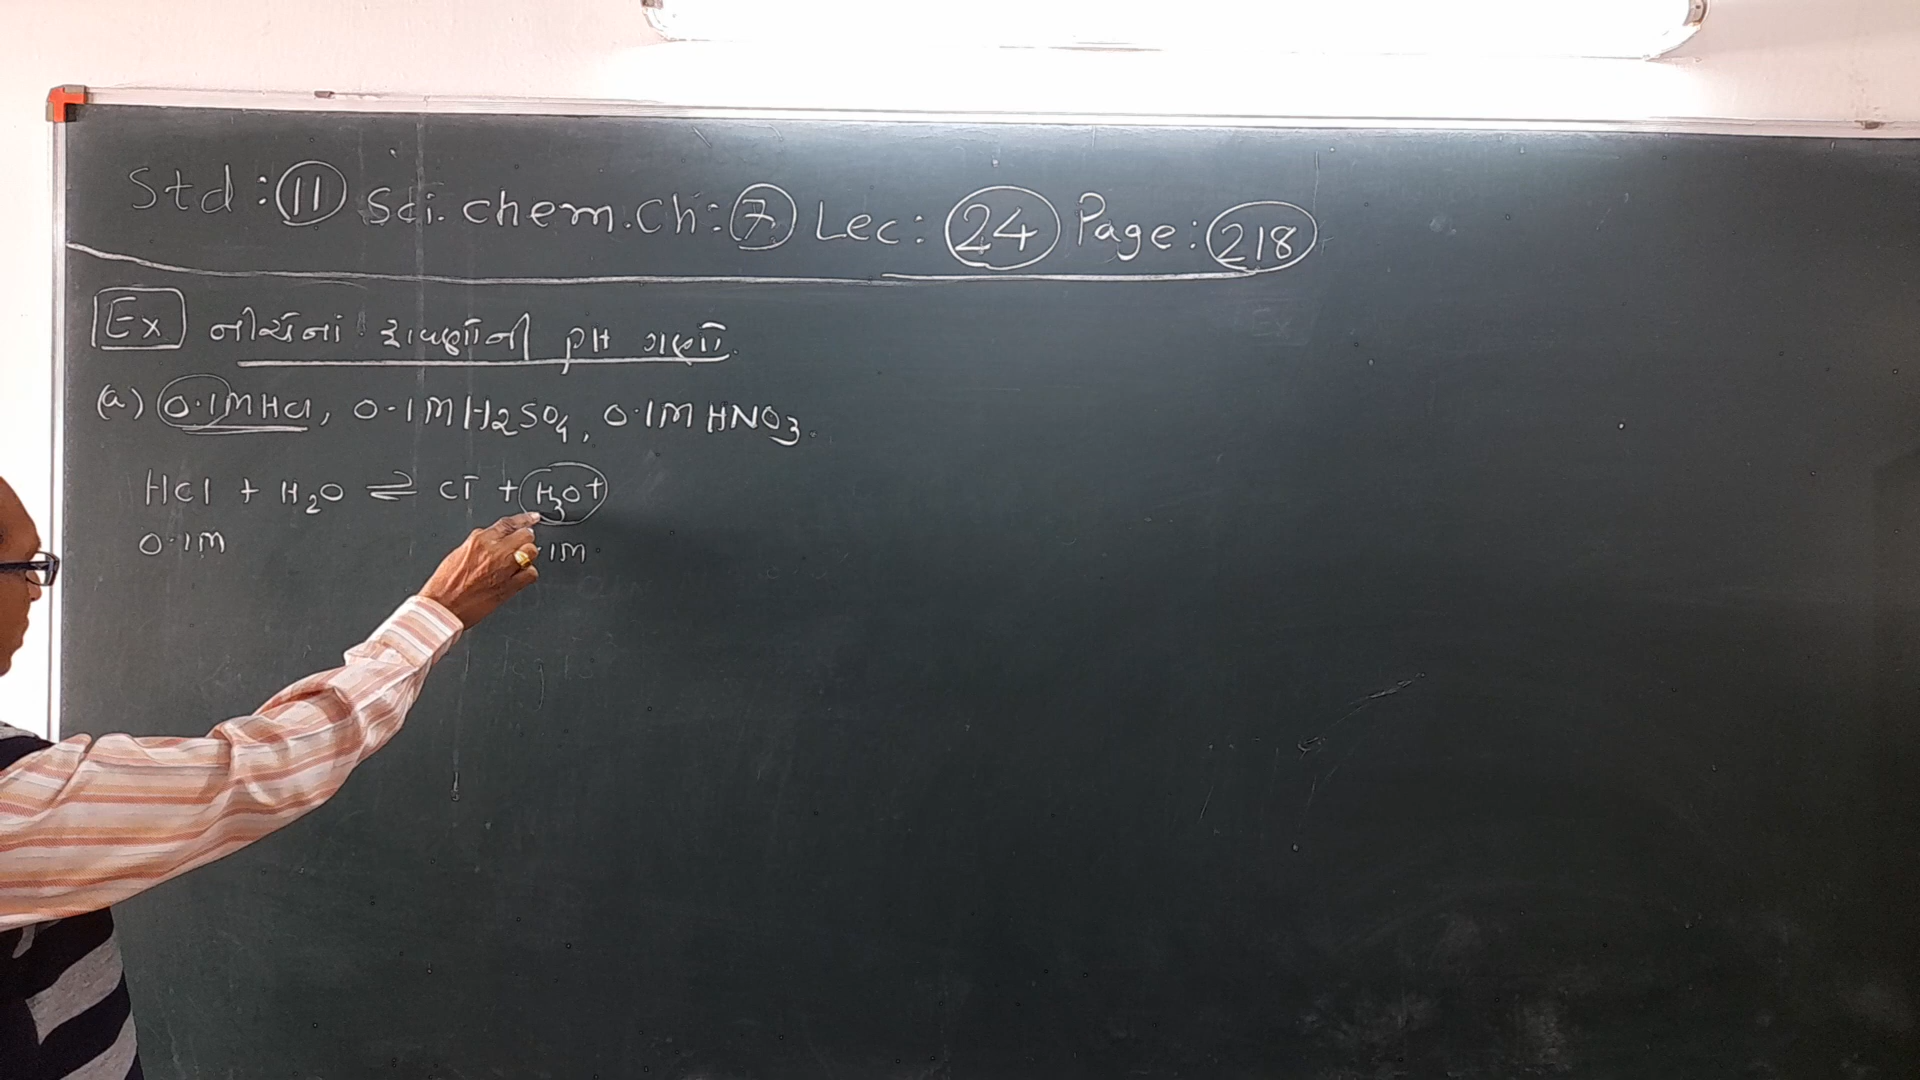 Std : 11 Sci. chem. Ch : 7 Lec : 24 Page : 218
Ex નીચેનાં દ્રાવણોની pH ગણો.
(a) 0.1M HCl, 0.1M H₂SO₄, 0.1M HNO₃.
HCl + H₂O ⇌ Cl⁻ + H₃O⁺
0.1M .1M